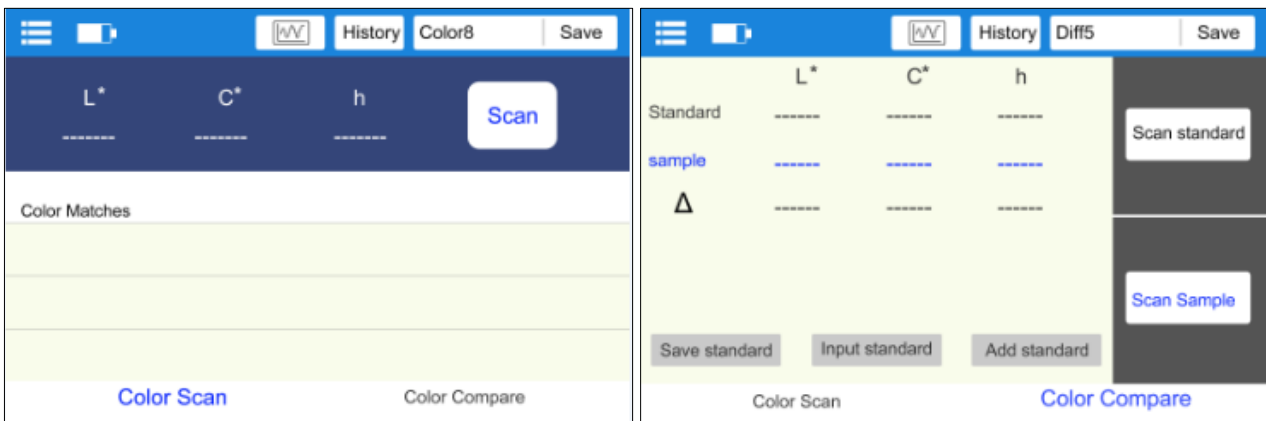 History Color8 Save
L* C* h
Scan
------- ------- -------
Color Matches
Color Scan Color Compare
History Diff5 Save
L* C* h
Standard ------ ------ ------
Scan standard
sample ------ ------ ------
Δ ------ ------ ------
Scan Sample
Save standard Input standard Add standard
Color Scan Color Compare